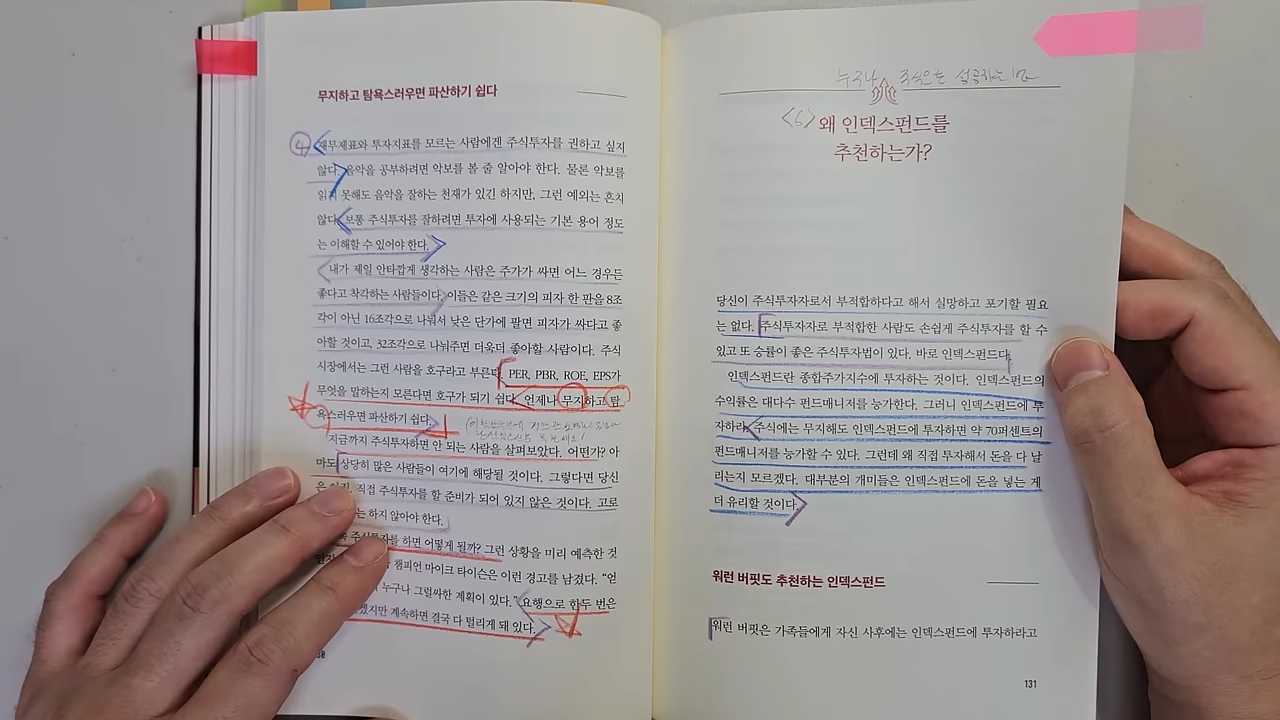 무지하고 탐욕스러우면 파산하기 쉽다
④ 재무제표와 투자지표를 모르는 사람에겐 주식투자를 권하고 싶지
않다. 음악을 공부하려면 악보를 볼 줄 알아야 한다. 물론 악보를
읽지 못해도 음악을 잘하는 천재가 있긴 하지만, 그런 예외는 흔치
않다. 보통 주식투자를 잘하려면 투자에 사용되는 기본 용어 정도
는 이해할 수 있어야 한다.
내가 제일 안타깝게 생각하는 사람은 주가가 싸면 어느 경우든
좋다고 착각하는 사람들이다. 이들은 같은 크기의 피자 한 판을 8조
각이 아닌 16조각으로 나눠서 낮은 단가에 팔면 피자가 싸다고 좋
아할 것이고, 32조각으로 나눠주면 더욱더 좋아할 사람이다. 주식
시장에서는 그런 사람을 호구라고 부른다. PER, PBR, ROE, EPS가
무엇을 말하는지 모른다면 호구가 되기 쉽다. 언제나 무지하고 탐
욕스러우면 파산하기 쉽다.
지금까지 주식투자하면 안 되는 사람을 살펴보았다. 어떤가? 아
마도 상당히 많은 사람들이 여기에 해당될 것이다. 그렇다면 당신
은 아직 직접 주식투자를 할 준비가 되어 있지 않은 것이다. 고로
는 하지 않아야 한다.
주식투자를 하면 어떻게 될까? 그런 상황을 미리 예측한 것
챔피언 마이크 타이슨은 이런 경고를 남겼다. “얻
누구나 그럴싸한 계획이 있다.” 요행으로 한두 번은
겠지만 계속하면 결국 다 털리게 돼 있다.
누구나 주식으로 성공하는 법
<6> 왜 인덱스펀드를
추천하는가?
당신이 주식투자자로서 부적합하다고 해서 실망하고 포기할 필요
는 없다. 주식투자자로 부적합한 사람도 손쉽게 주식투자를 할 수
있고 또 승률이 좋은 주식투자법이 있다. 바로 인덱스펀드다.
인덱스펀드란 종합주가지수에 투자하는 것이다. 인덱스펀드의
수익률은 대다수 펀드매니저를 능가한다. 그러니 인덱스펀드에 투
자하라. 주식에는 무지해도 인덱스펀드에 투자하면 약 70퍼센트의
펀드매니저를 능가할 수 있다. 그런데 왜 직접 투자해서 돈을 다 날
리는지 모르겠다. 대부분의 개미들은 인덱스펀드에 돈을 넣는 게
더 유리할 것이다.
워런 버핏도 추천하는 인덱스펀드
워런 버핏은 가족들에게 자신 사후에는 인덱스펀드에 투자하라고
131